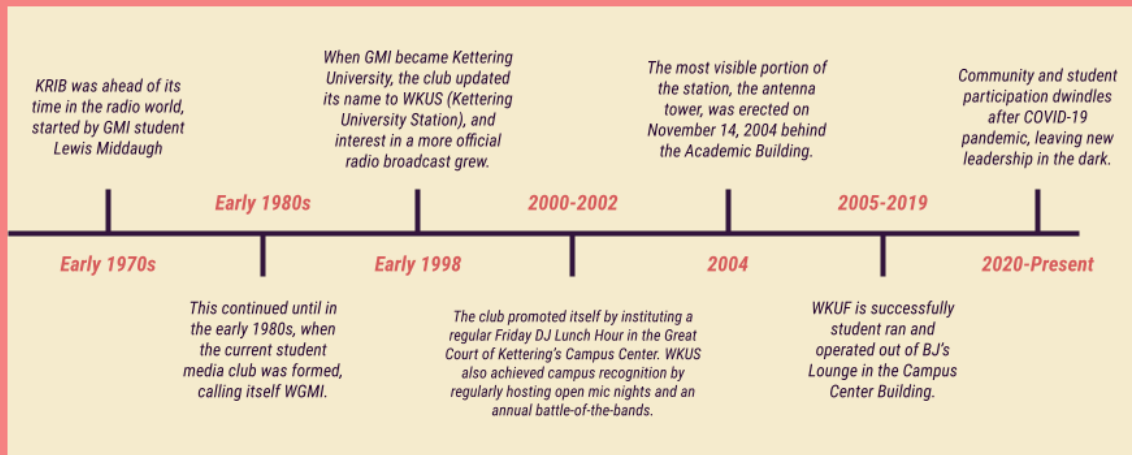 KRIB was ahead of its
time in the radio world,
started by GMI student
Lewis Middaugh
Early 1970s
Early 1980s
This continued until in
the early 1980s, when
the current student
media club was formed,
calling itself WGMI.
When GMI became Kettering
University, the club updated
its name to WKUS (Kettering
University Station), and
interest in a more official
radio broadcast grew.
Early 1998
2000-2002
The club promoted itself by instituting a
regular Friday DJ Lunch Hour in the Great
Court of Kettering's Campus Center. WKUS
also achieved campus recognition by
regularly hosting open mic nights and an
annual battle-of-the-bands.
The most visible portion of
the station, the antenna
tower, was erected on
November 14, 2004 behind
the Academic Building.
2004
2005-2019
WKUF is successfully
student ran and
operated out of BJ's
Lounge in the Campus
Center Building.
Community and student
participation dwindles
after COVID-19
pandemic, leaving new
leadership in the dark.
2020-Present